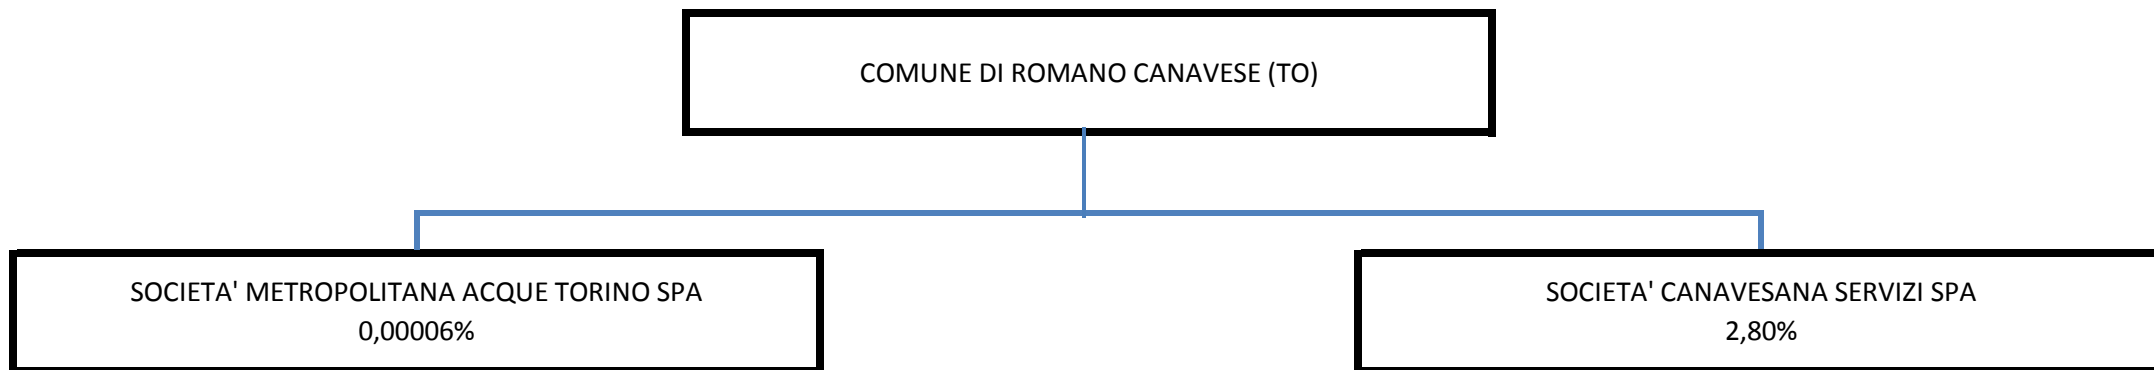 COMUNE DI ROMANO CANAVESE (TO)
SOCIETA' METROPOLITANA ACQUE TORINO SPA
0,00006%
SOCIETA' CANAVESANA SERVIZI SPA
2,80%